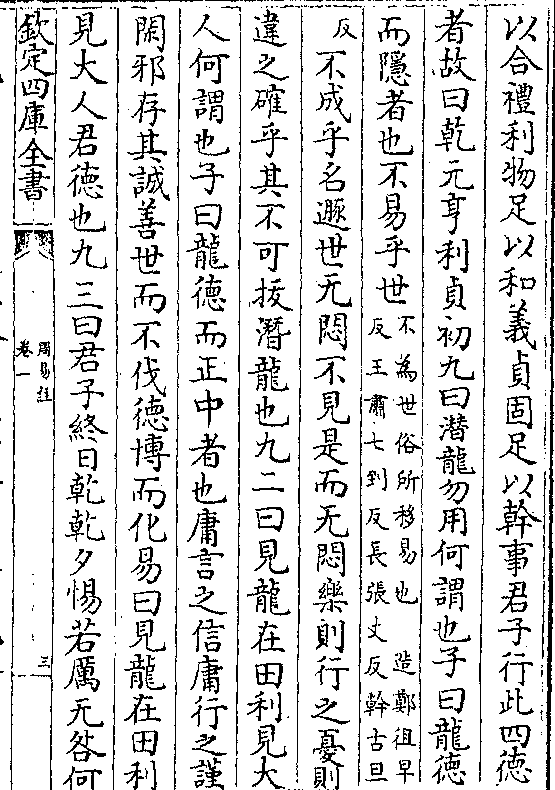 以合禮利物足以和義貞固足以幹事君子行此四德
者故曰乾元亨利貞初九曰潛龍勿用何謂也子曰龍德
而隱者也不易乎世
不為世俗所移易也 造鄭徂早
反王肅七到反長張丈反幹古旦
反不成乎名遯世无悶不見是而无悶樂則行之憂則
違之確乎其不可拔潛龍也九二曰見龍在田利見大
人何謂也子曰龍德而正中者也庸言之信庸行之謹
閑邪存其誠善世而不伐德博而化易曰見龍在田利
見大人君德也九三曰君子終日乾乾夕惕若厲无咎何
欽定四庫全書
周易註
卷一
三